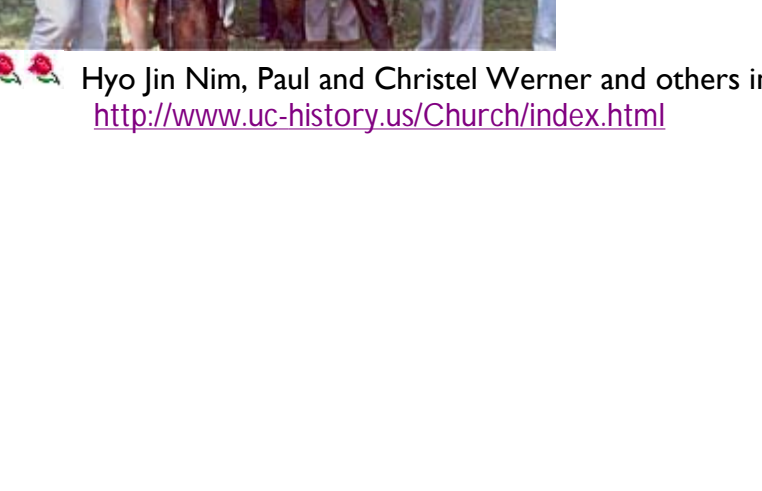 Hyo Jin Nim, Paul and Christel Werner and others
http://www.uc-history.us/Church/index.html